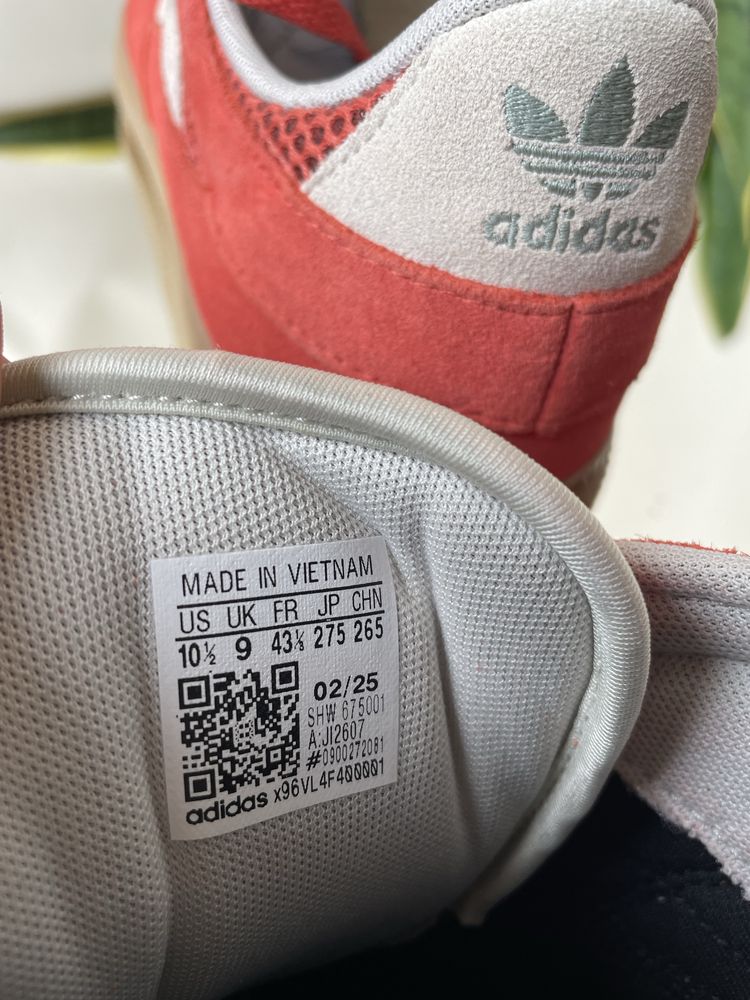 adidas
MADE IN VIETNAM
US UK FR JP CHN
10½ 9 43⅓ 275 265
02/25
SHW 675001
A:JI2607
#0900272081
adidas x96VL4F400001